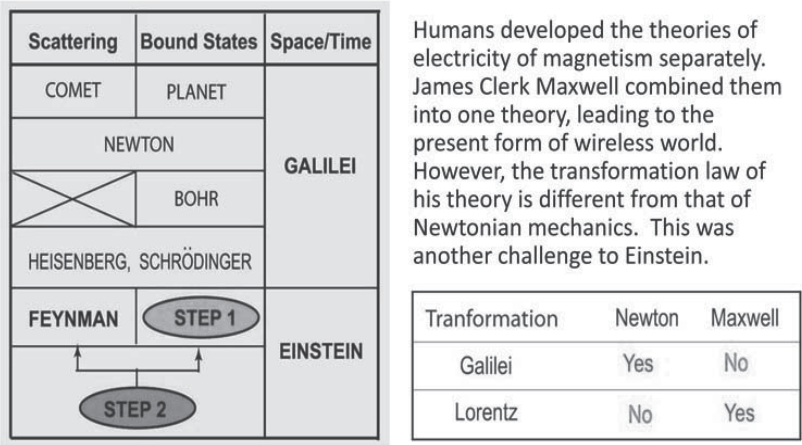 Scattering Bound States Space/Time
COMET PLANET
NEWTON
GALILEI
BOHR
HEISENBERG, SCHRÖDINGER
FEYNMAN STEP 1
EINSTEIN
STEP 2
Humans developed the theories of
electricity of magnetism separately.
James Clerk Maxwell combined them
into one theory, leading to the
present form of wireless world.
However, the transformation law of
his theory is different from that of
Newtonian mechanics. This was
another challenge to Einstein.
Tranformation Newton Maxwell
Galilei Yes No
Lorentz No Yes